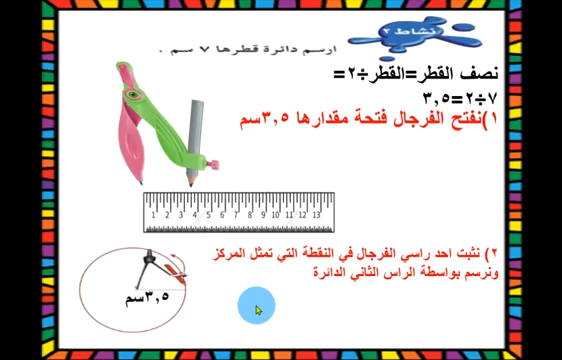 نشاط ٢
ارسم دائرة قطرها ٧ سم .
نصف القطر=القطر÷٢=
٧÷٢=٣,٥
١)نفتح الفرجال فتحة مقدارها ٣,٥سم
1 2 3 4 5 6 7 8 9 10 11 12 13
٢) نثبت احد راسي الفرجال في النقطة التي تمثل المركز
ونرسم بواسطة الراس الثاني الدائرة
٣,٥سم